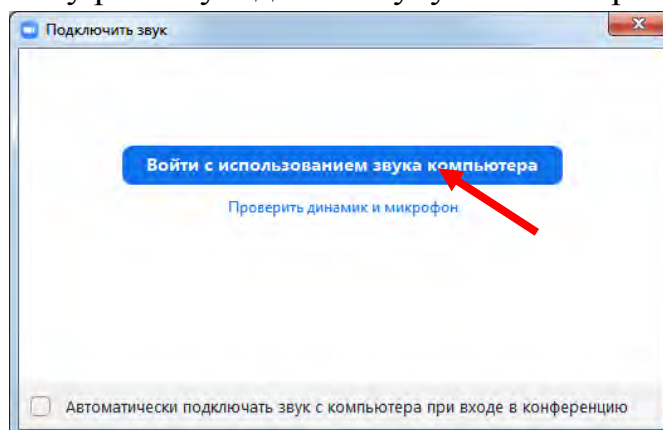 Подключить звук
Войти с использованием звука компьютера
Проверить динамик и микрофон
Автоматически подключать звук с компьютера при входе в конференцию